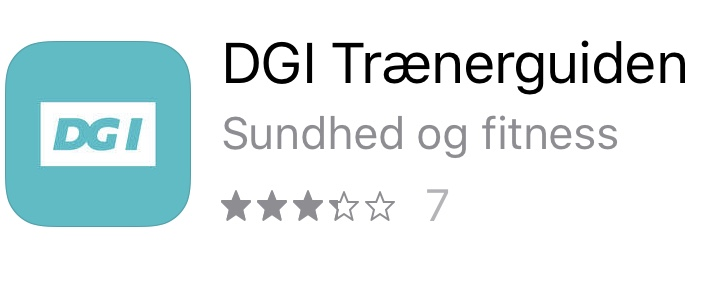 DGI Trænerguiden
DGI
Sundhed og fitness
7